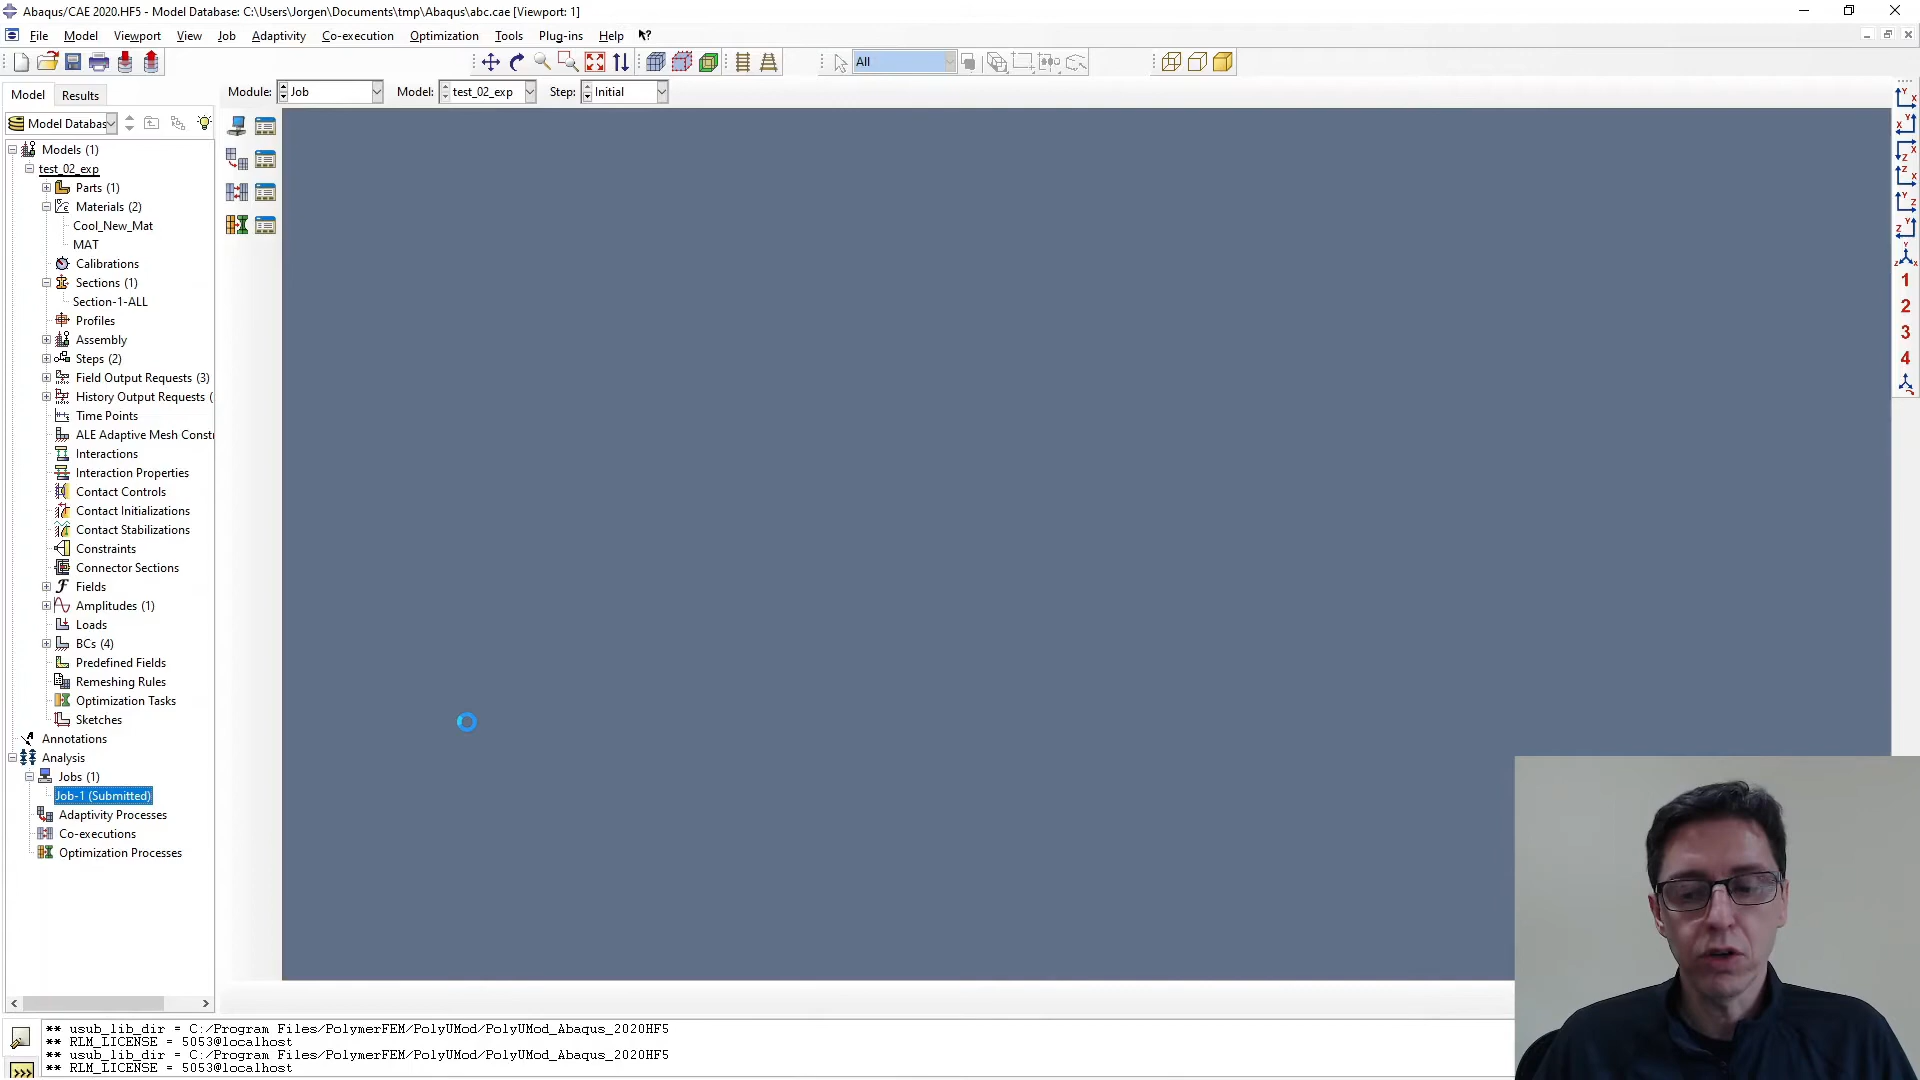 Abaqus/CAE 2020.HF5 - Model Database: C:\Users\Jorgen\Documents\tmp\Abaqus\abc.cae [Viewport: 1]
File Model Viewport View Job Adaptivity Co-execution Optimization Tools Plug-ins Help
All
Model Results
Module: Job Model: test_02_exp Step: Initial
Model Databas
Models (1)
test_02_exp
Parts (1)
Materials (2)
Cool_New_Mat
MAT
Calibrations
Sections (1)
Section-1-ALL
Profiles
Assembly
Steps (2)
Field Output Requests (3)
History Output Requests (
Time Points
ALE Adaptive Mesh Constr
Interactions
Interaction Properties
Contact Controls
Contact Initializations
Contact Stabilizations
Constraints
Connector Sections
Fields
Amplitudes (1)
Loads
BCs (4)
Predefined Fields
Remeshing Rules
Optimization Tasks
Sketches
Annotations
Analysis
Jobs (1)
Job-1 (Submitted)
Adaptivity Processes
Co-executions
Optimization Processes
1
2
3
4
** usub_lib_dir = C:/Program Files/PolymerFEM/PolyUMod/PolyUMod_Abaqus_2020HF5
** RLM_LICENSE = 5053@localhost
** usub_lib_dir = C:/Program Files/PolymerFEM/PolyUMod/PolyUMod_Abaqus_2020HF5
** RLM_LICENSE = 5053@localhost